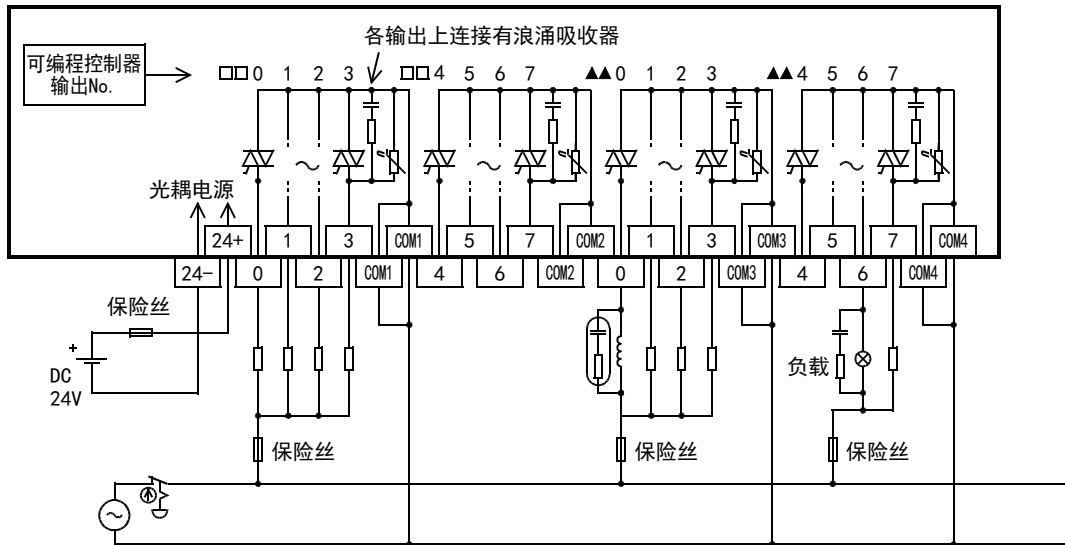 各输出上连接有浪涌吸收器
可编程控制器
输出No.
□□0 1 2 3 □□4 5 6 7 ▲▲0 1 2 3 ▲▲4 5 6 7
光耦电源
24+ 1 3 COM1 5 7 COM2 1 3 COM3 5 7 COM4
24− 0 2 COM1 4 6 COM2 0 2 COM3 4 6 COM4
保险丝
+
DC
24V
负载
保险丝 保险丝 保险丝